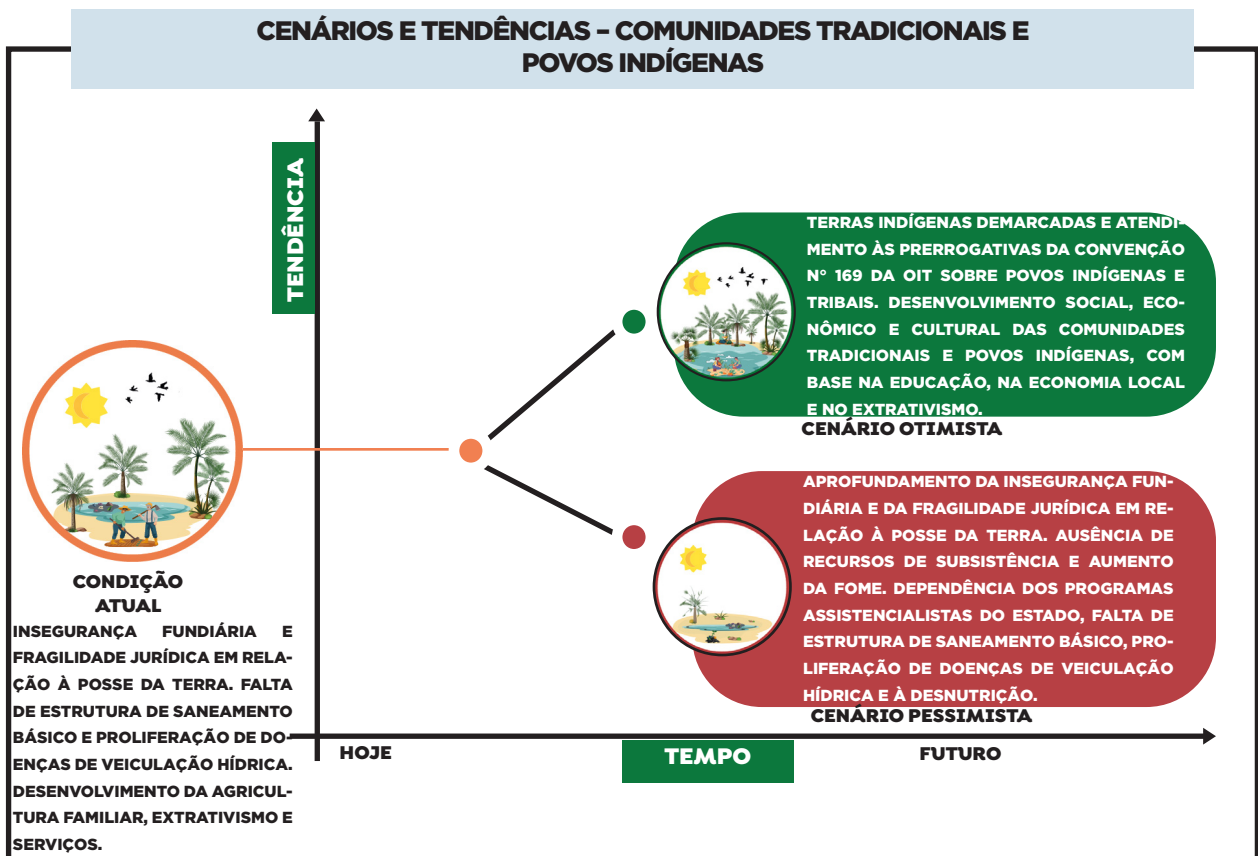 CENÁRIOS E TENDÊNCIAS – COMUNIDADES TRADICIONAIS E
POVOS INDÍGENAS
TENDÊNCIA
CONDIÇÃO
ATUAL
INSEGURANÇA FUNDIÁRIA E
FRAGILIDADE JURÍDICA EM RELA-
ÇÃO À POSSE DA TERRA. FALTA
DE ESTRUTURA DE SANEAMENTO
BÁSICO E PROLIFERAÇÃO DE DO-
ENÇAS DE VEICULAÇÃO HÍDRICA.
DESENVOLVIMENTO DA AGRICUL-
TURA FAMILIAR, EXTRATIVISMO E
SERVIÇOS.
TERRAS INDÍGENAS DEMARCADAS E ATENDI-
MENTO ÀS PRERROGATIVAS DA CONVENÇÃO
N° 169 DA OIT SOBRE POVOS INDÍGENAS E
TRIBAIS. DESENVOLVIMENTO SOCIAL, ECO-
NÔMICO E CULTURAL DAS COMUNIDADES
TRADICIONAIS E POVOS INDÍGENAS, COM
BASE NA EDUCAÇÃO, NA ECONOMIA LOCAL
E NO EXTRATIVISMO.
CENÁRIO OTIMISTA
APROFUNDAMENTO DA INSEGURANÇA FUN-
DIÁRIA E DA FRAGILIDADE JURÍDICA EM RE-
LAÇÃO À POSSE DA TERRA. AUSÊNCIA DE
RECURSOS DE SUBSISTÊNCIA E AUMENTO
DA FOME. DEPENDÊNCIA DOS PROGRAMAS
ASSISTENCIALISTAS DO ESTADO, FALTA DE
ESTRUTURA DE SANEAMENTO BÁSICO, PRO-
LIFERAÇÃO DE DOENÇAS DE VEICULAÇÃO
HÍDRICA E À DESNUTRIÇÃO.
CENÁRIO PESSIMISTA
HOJE
TEMPO
FUTURO